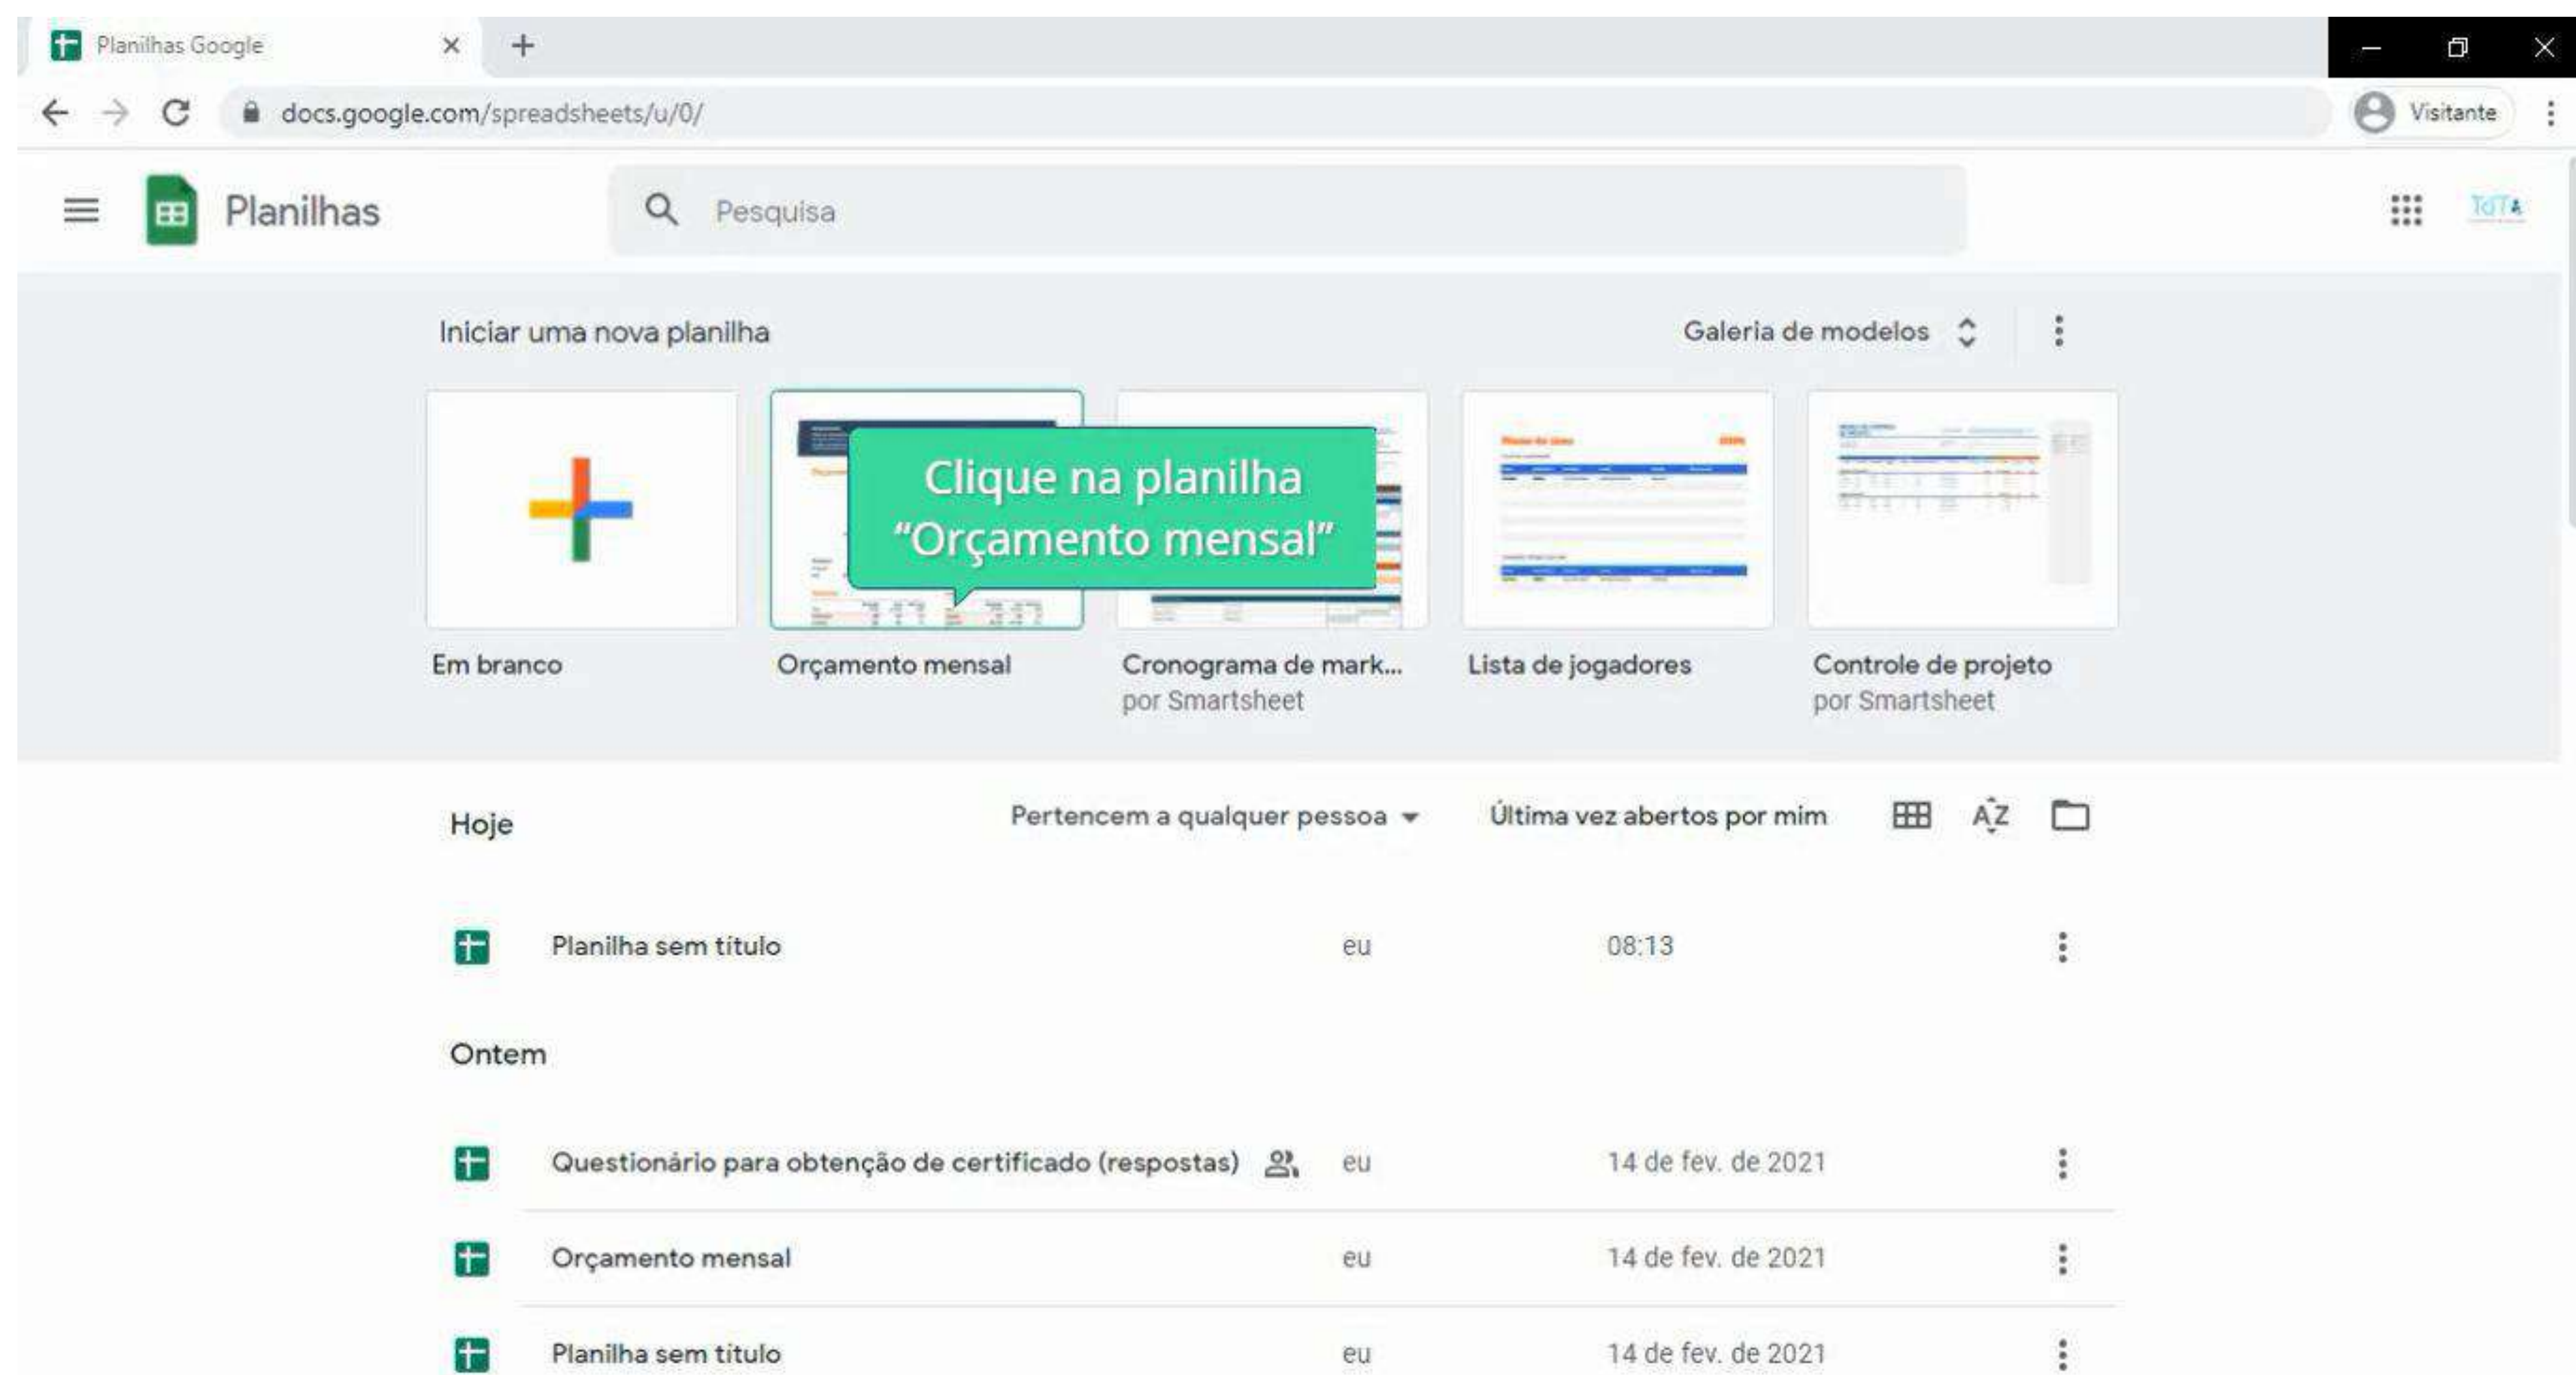 Planilhas Google
docs.google.com/spreadsheets/u/0/
Visitante
Planilhas
Pesquisa
TdTA
Iniciar uma nova planilha
Galeria de modelos
Clique na planilha
“Orçamento mensal”
Em branco
Orçamento mensal
Cronograma de mark...
por Smartsheet
Lista de jogadores
Controle de projeto
por Smartsheet
Hoje
Pertencem a qualquer pessoa
Última vez abertos por mim
AZ
Planilha sem título
eu
08:13
Ontem
Questionário para obtenção de certificado (respostas)
eu
14 de fev. de 2021
Orçamento mensal
eu
14 de fev. de 2021
Planilha sem título
eu
14 de fev. de 2021